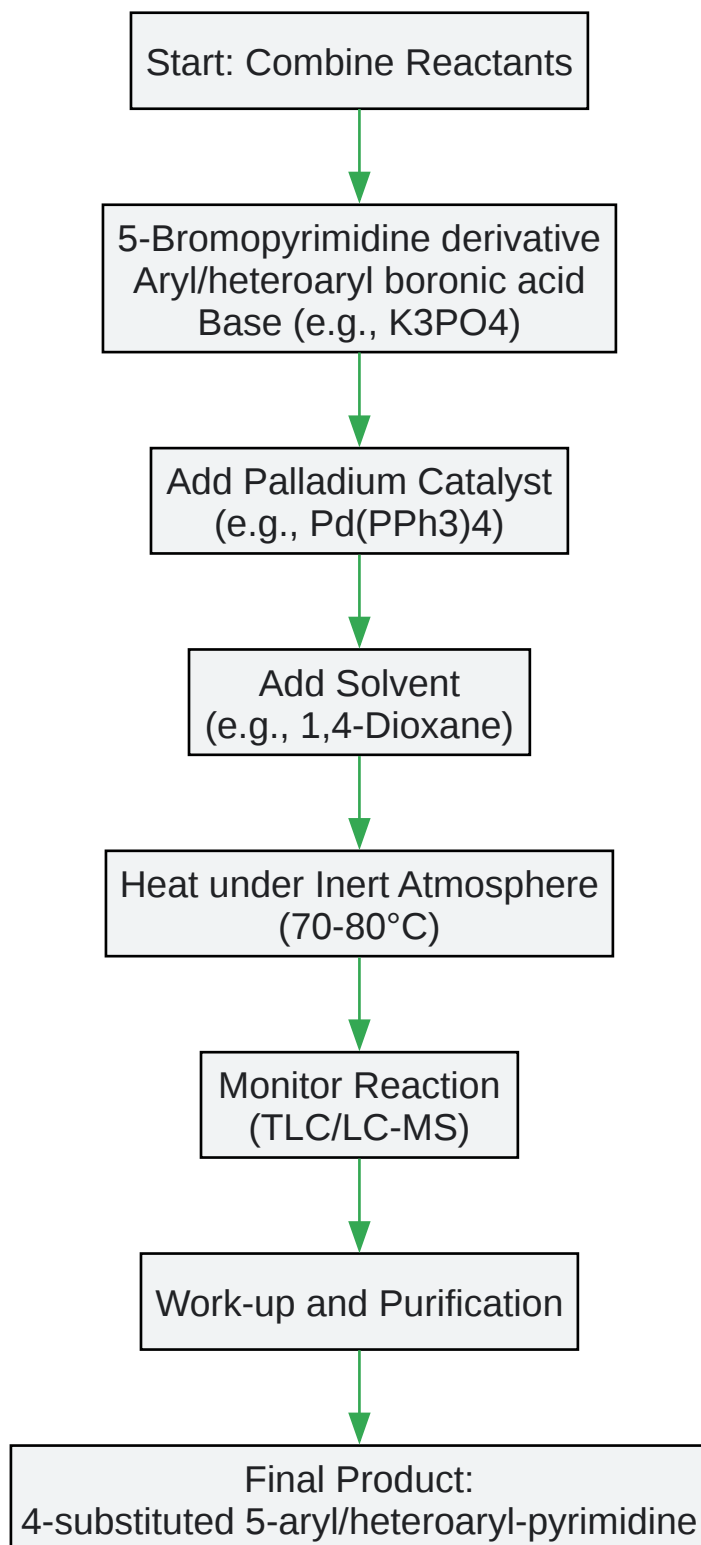 Start: Combine Reactants
5-Bromopyrimidine derivative
Aryl/heteroaryl boronic acid
Base (e.g., K3PO4)
Add Palladium Catalyst
(e.g., Pd(PPh3)4)
Add Solvent
(e.g., 1,4-Dioxane)
Heat under Inert Atmosphere
(70-80°C)
Monitor Reaction
(TLC/LC-MS)
Work-up and Purification
Final Product:
4-substituted 5-aryl/heteroaryl-pyrimidine